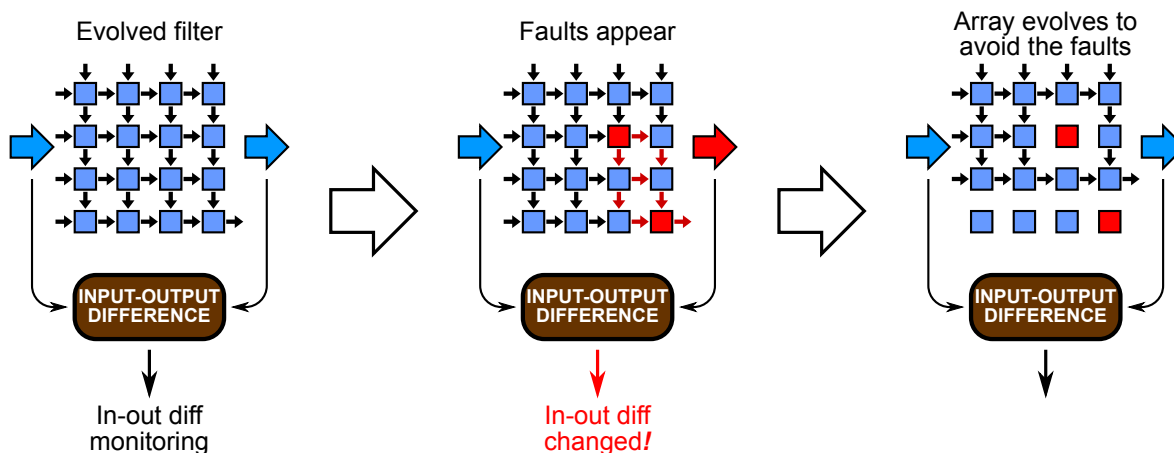 Evolved filter
Faults appear
Array evolves to
avoid the faults
INPUT-OUTPUT
DIFFERENCE
INPUT-OUTPUT
DIFFERENCE
INPUT-OUTPUT
DIFFERENCE
In-out diff
monitoring
In-out diff
changed!